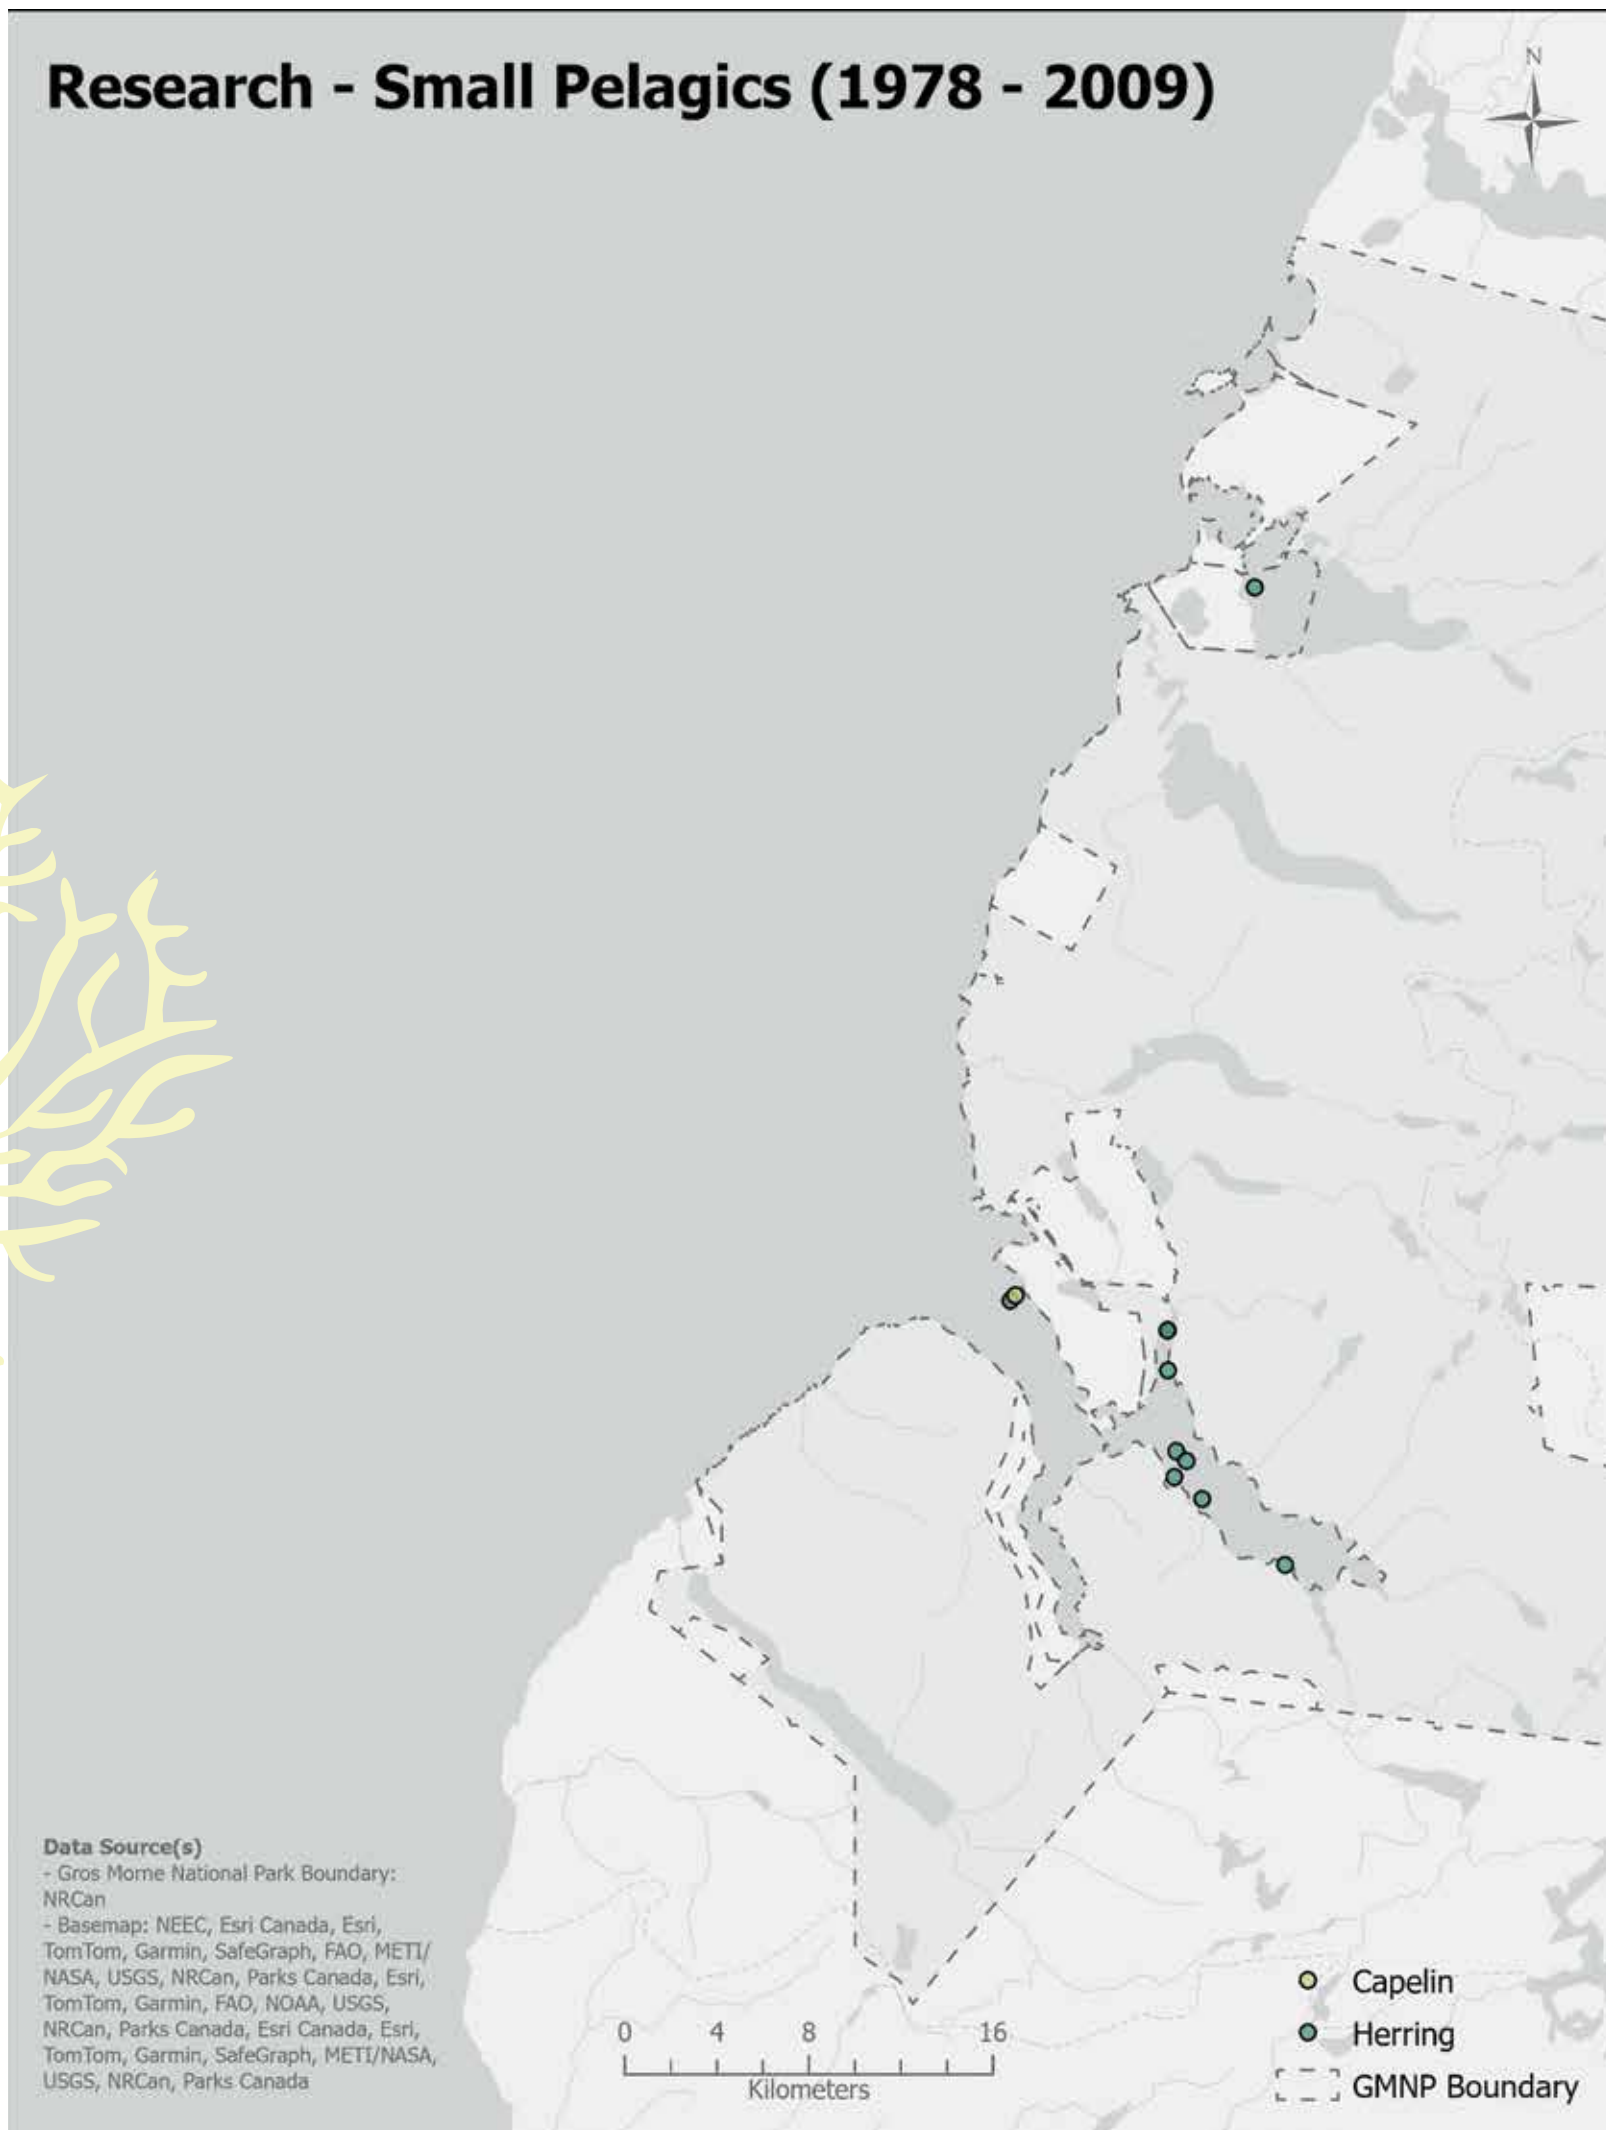 Research - Small Pelagics (1978 - 2009)
N
Data Source(s)
- Gros Morne National Park Boundary:
NRCan
- Basemap: NEEC, Esri Canada, Esri,
TomTom, Garmin, SafeGraph, FAO, METI/
NASA, USGS, NRCan, Parks Canada, Esri,
TomTom, Garmin, FAO, NOAA, USGS,
NRCan, Parks Canada, Esri Canada, Esri,
TomTom, Garmin, SafeGraph, METI/NASA,
USGS, NRCan, Parks Canada
0 4 8 16
Kilometers
Capelin
Herring
GMNP Boundary